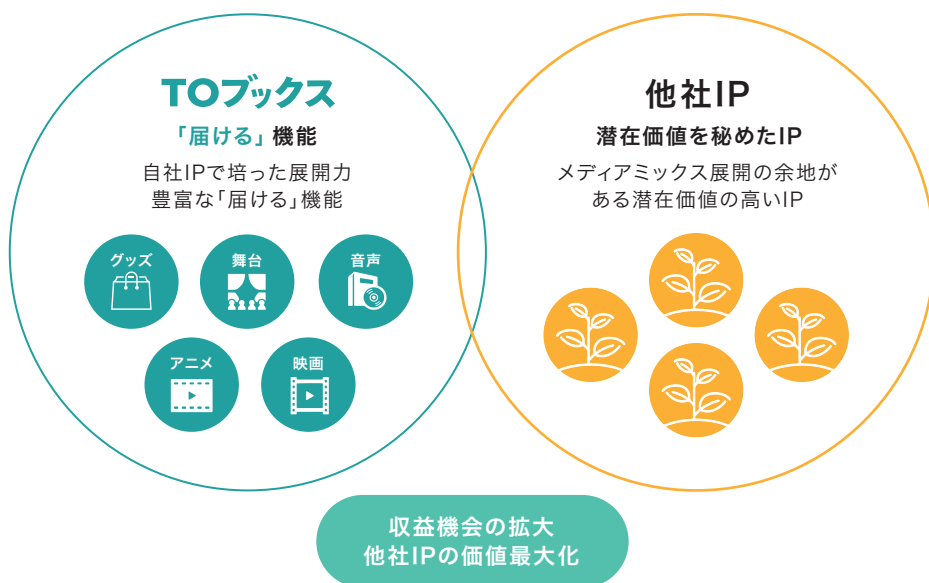 TOブックス
「届ける」機能
自社IPで培った展開力
豊富な「届ける」機能
グッズ
舞台
音声
アニメ
映画
他社IP
潜在価値を秘めたIP
メディアミックス展開の余地が
ある潜在価値の高いIP
収益機会の拡大
他社IPの価値最大化